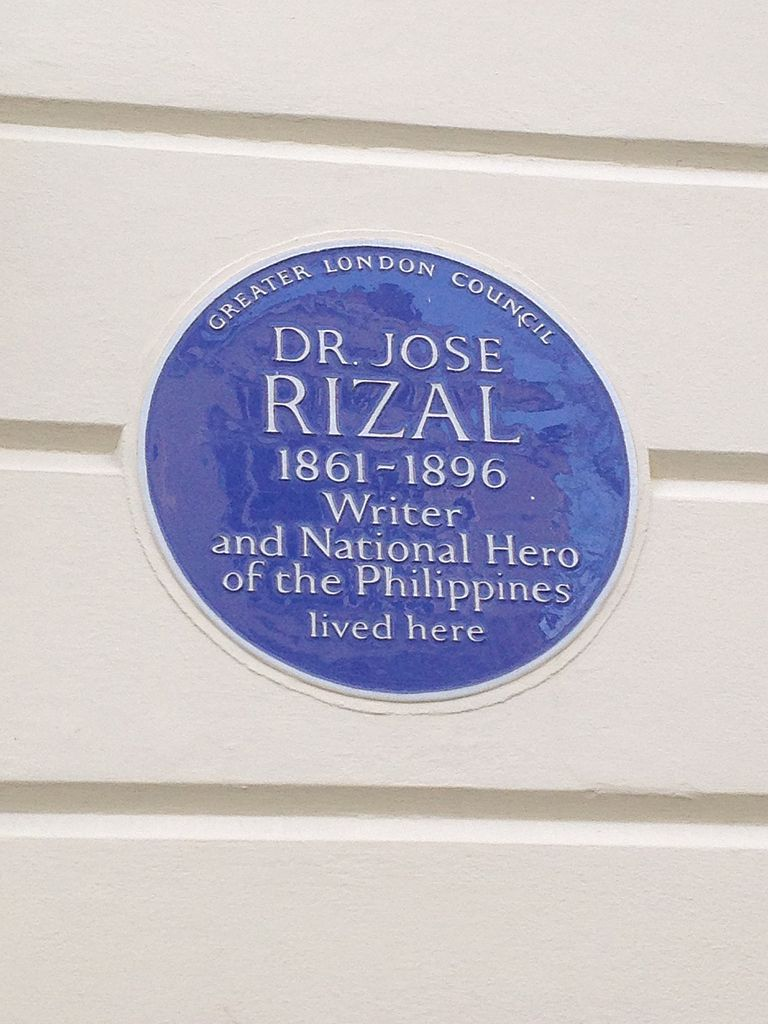 GREATER LONDON COUNCIL
DR. JOSE
RIZAL
1861-1896
Writer
and National Hero
of the Philippines
lived here